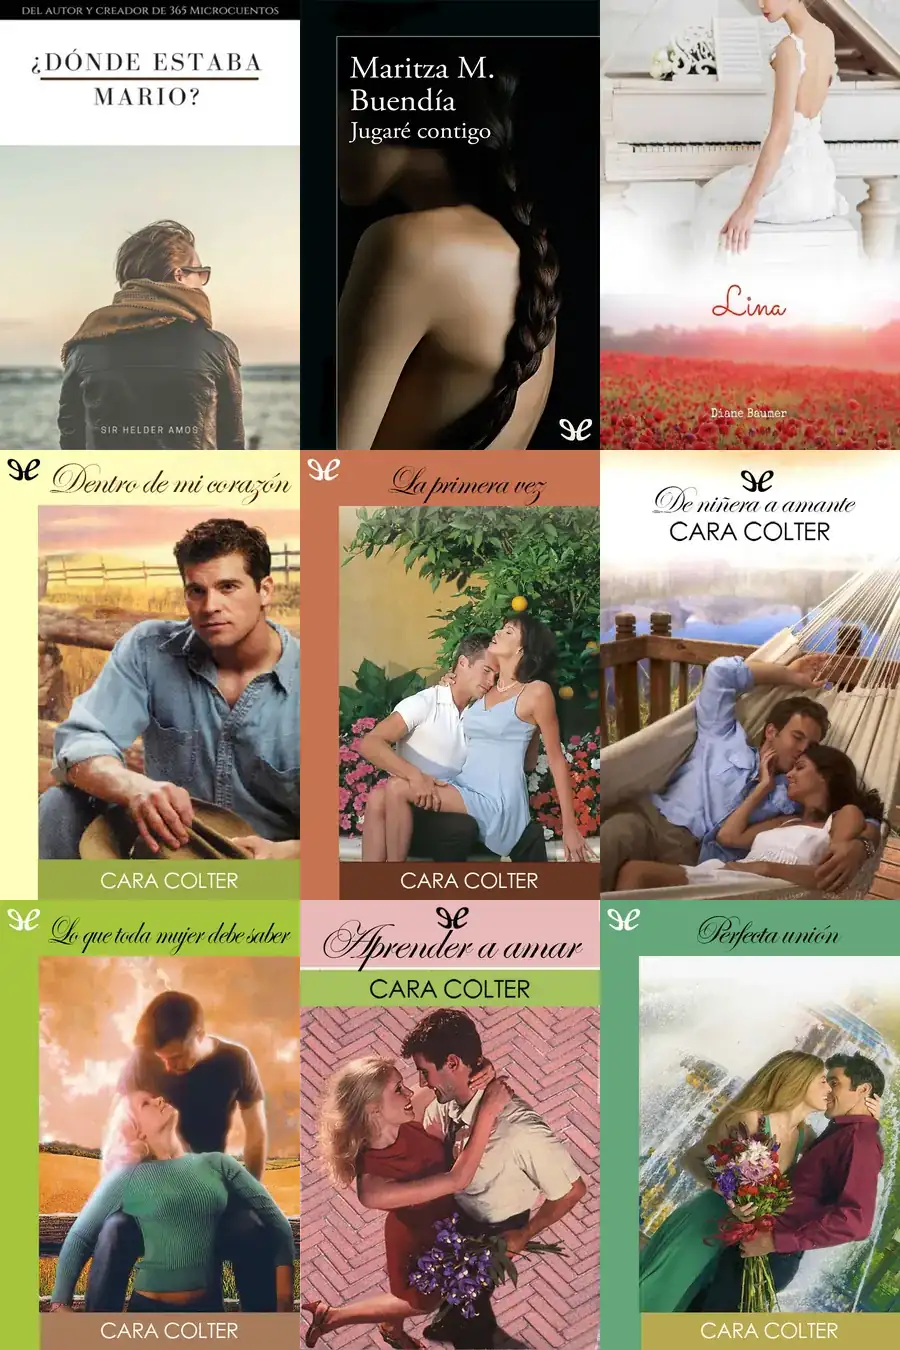 DEL AUTOR Y CREADOR DE 365 MICROCUENTOS
¿DÓNDE ESTABA
MARIO?
SIR HELDER AMOS
Maritza M.
Buendía
Jugaré contigo
Lina
Diane Baumer
Dentro de mi corazón
CARA COLTER
La primera vez
CARA COLTER
De niñera a amante
CARA COLTER
Lo que toda mujer debe saber
CARA COLTER
Aprender a amar
CARA COLTER
Perfecta unión
CARA COLTER